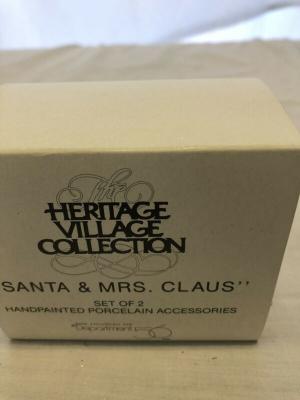 The
HERITAGE
VILLAGE
COLLECTION
SANTA & MRS. CLAUS"
SET OF 2
HANDPAINTED PORCELAIN ACCESSORIES
Department 56